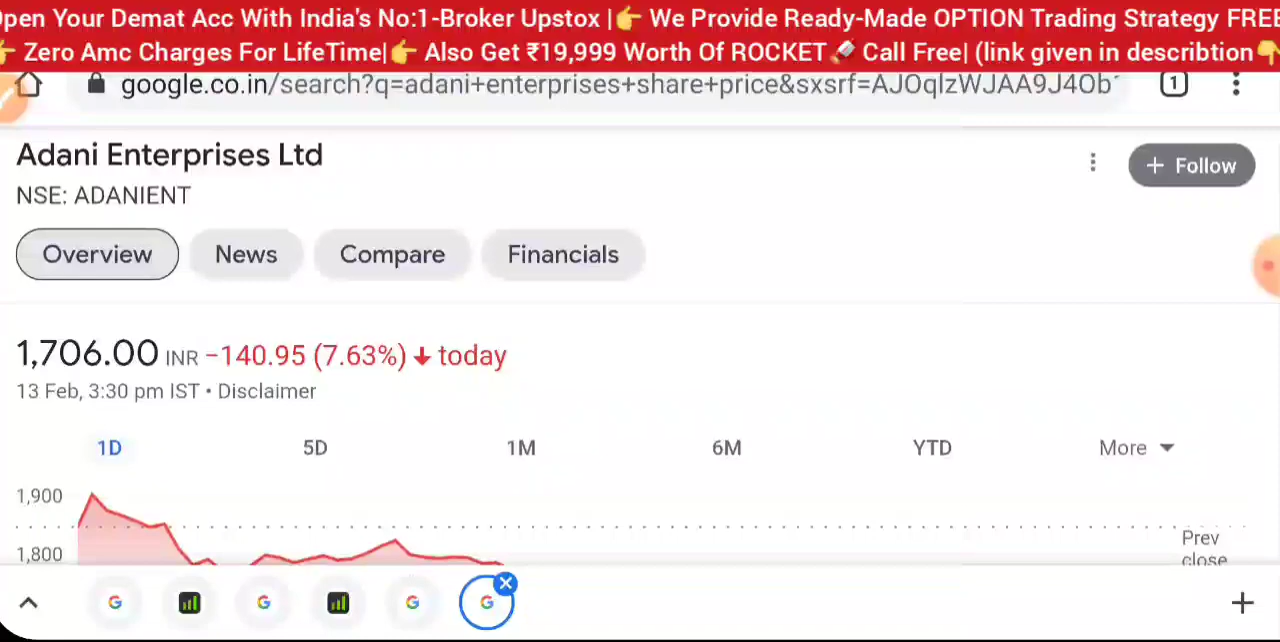 pen Your Demat Acc With India's No:1-Broker Upstox |👉 We Provide Ready-Made OPTION Trading Strategy FREE
👉 Zero Amc Charges For LifeTime|👉 Also Get ₹19,999 Worth Of ROCKET🚀 Call Free| (link given in describtion👇
google.co.in/search?q=adani+enterprises+share+price&sxsrf=AJOqlzWJAA9J4Ob
1
Adani Enterprises Ltd
+ Follow
NSE: ADANIENT
Overview News Compare Financials
1,706.00 INR −140.95 (7.63%) ↓ today
13 Feb, 3:30 pm IST • Disclaimer
1D 5D 1M 6M YTD More
1,900
Prev
1,800
close